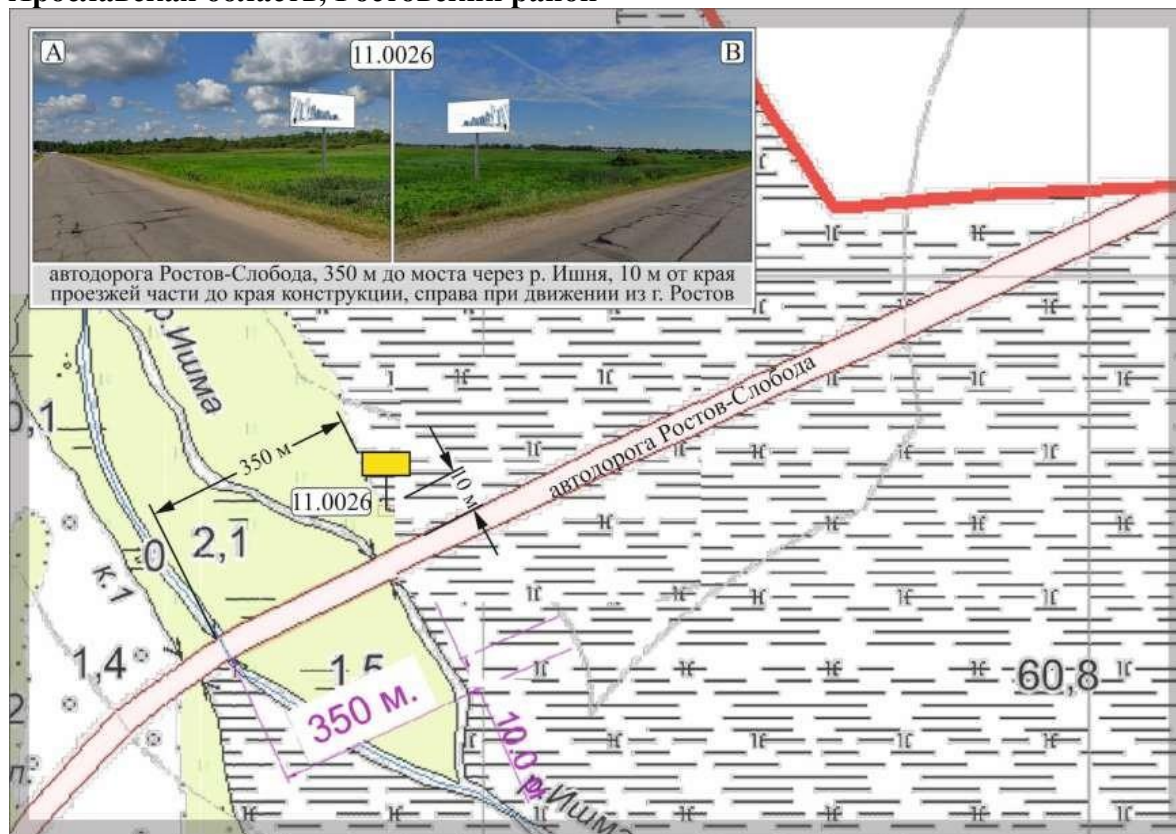 Ярославская область, Ростовский район
A
11.0026
B
автодорога Ростов-Слобода, 350 м до моста через р. Ишня, 10 м от края
проезжей части до края конструкции, справа при движении из г. Ростов
р.Ишма
0,1
350 м
11.0026
10 м
автодорога Ростов-Слобода
2,1
0
к.1
1,4
1,5
350 м.
10.0
60,8
2
р. Ишма